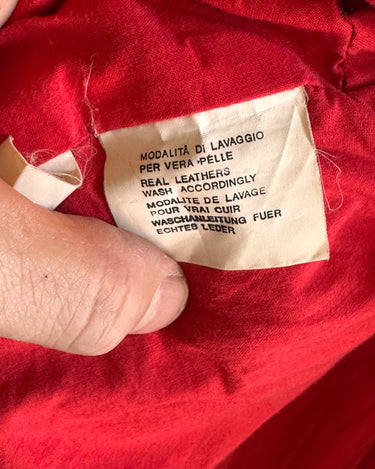 MODALITÀ DI LAVAGGIO
PER VERA PELLE
REAL LEATHERS
WASH ACCORDINGLY
MODALITE DE LAVAGE
POUR VRAI CUIR
WASCHANLEITUNG FUER
ECHTES LEDER